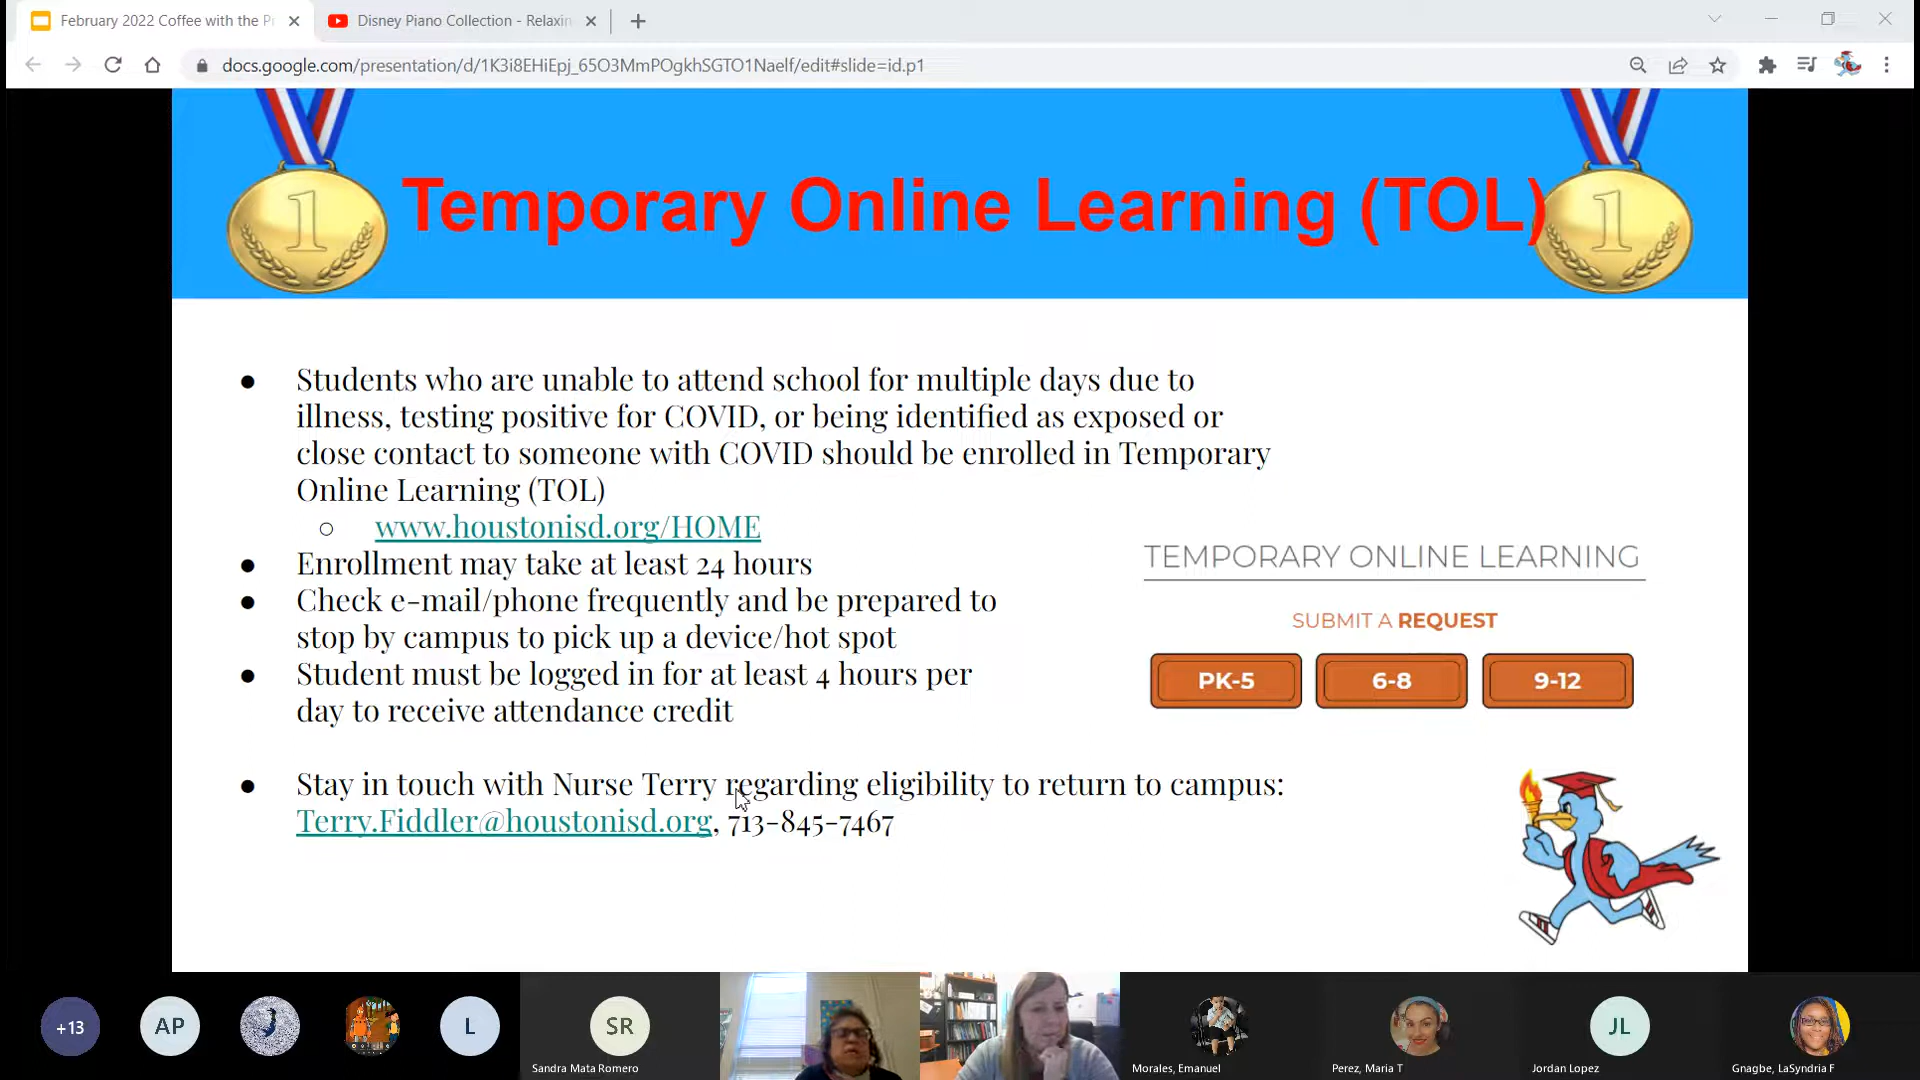 February 2022 Coffee with the P
Disney Piano Collection - Relaxin
docs.google.com/presentation/d/1K3i8EHiEpj_65O3MmPOgkhSGTO1Naelf/edit#slide=id.p1
1
1
Temporary Online Learning (TOL)
● Students who are unable to attend school for multiple days due to
illness, testing positive for COVID, or being identified as exposed or
close contact to someone with COVID should be enrolled in Temporary
Online Learning (TOL)
○ www.houstonisd.org/HOME
● Enrollment may take at least 24 hours
● Check e-mail/phone frequently and be prepared to
stop by campus to pick up a device/hot spot
● Student must be logged in for at least 4 hours per
day to receive attendance credit
● Stay in touch with Nurse Terry regarding eligibility to return to campus:
Terry.Fiddler@houstonisd.org, 713-845-7467
TEMPORARY ONLINE LEARNING
SUBMIT A REQUEST
PK-5 6-8 9-12
+13 AP L SR JL
Sandra Mata Romero Morales, Emanuel Perez, Maria T Jordan Lopez Gnagbe, LaSyndria F